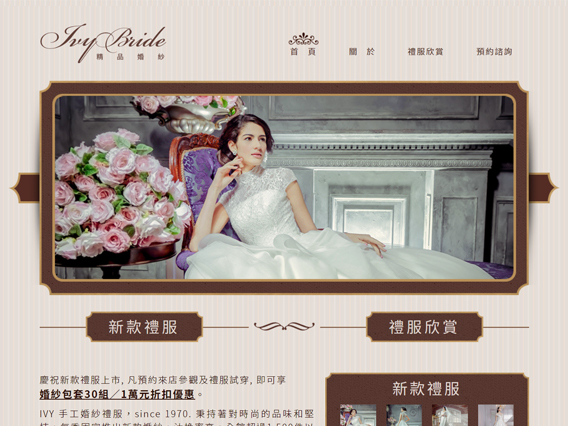 Ivy Bride
精品婚紗
首頁 關於 禮服欣賞 預約諮詢
新款禮服 禮服欣賞
慶祝新款禮服上市, 凡預約來店參觀及禮服試穿, 即可享
婚紗包套30組／1萬元折扣優惠。
IVY 手工婚紗禮服，since 1970. 秉持著對時尚的品味和堅
新款禮服